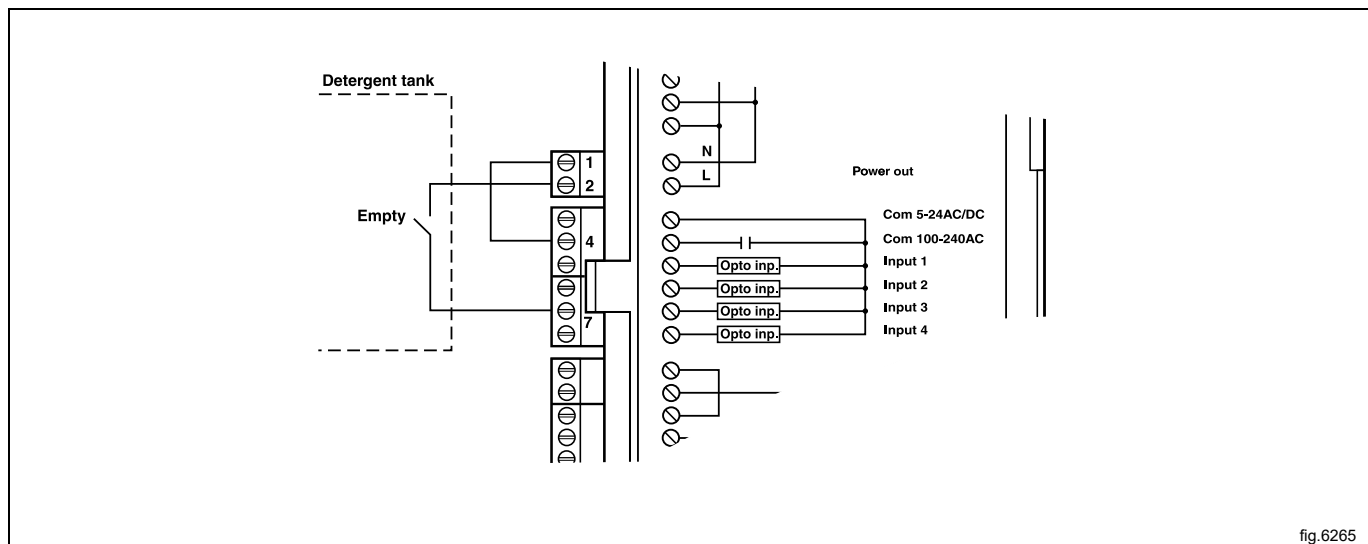 Detergent tank
Empty
1
2
4
7
N
L
Power out
Com 5-24AC/DC
Com 100-240AC
Opto inp. Input 1
Opto inp. Input 2
Opto inp. Input 3
Opto inp. Input 4
fig.6265